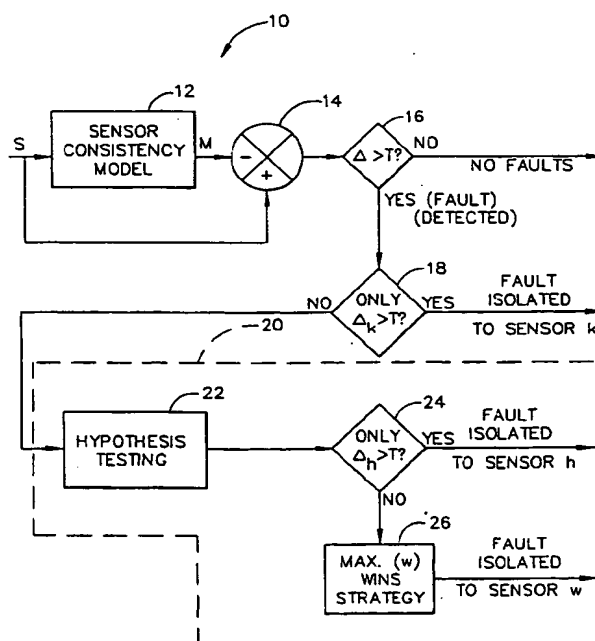 10
12
14
16
S
SENSOR
CONSISTENCY
MODEL
M
-
+
Δ >T?
NO
NO FAULTS
YES (FAULT)
(DETECTED)
18
NO
ONLY
Δk>T?
YES
FAULT
ISOLATED
TO SENSOR k
20
22
24
HYPOTHESIS
TESTING
ONLY
Δh>T?
YES
FAULT
ISOLATED
TO SENSOR h
NO
26
MAX. (w)
WINS
STRATEGY
FAULT
ISOLATED
TO SENSOR w